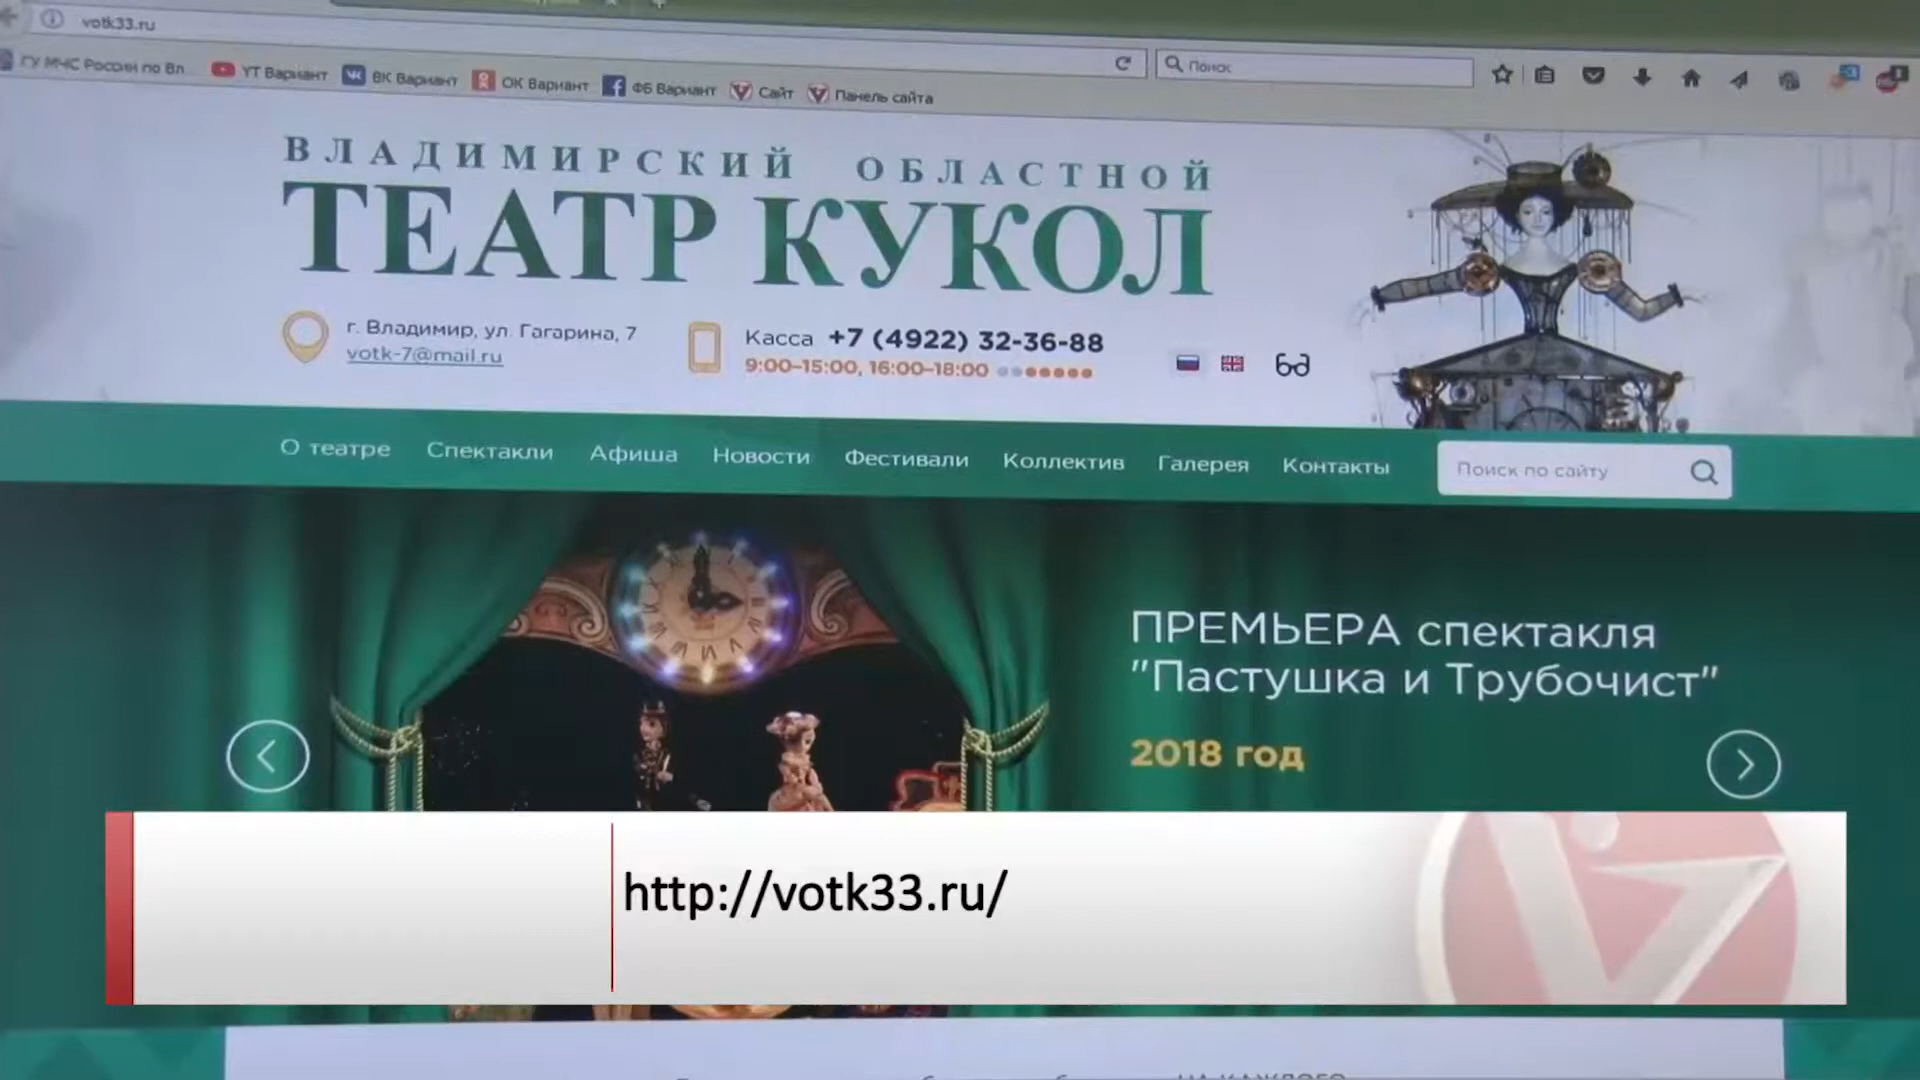 votk33.ru
Поиск
ГУ МЧС России по Вл
YT Вариант
ВК Вариант
ОК Вариант
ФБ Вариант
Сайт
Панель сайта
ВЛАДИМИРСКИЙ ОБЛАСТНОЙ
ТЕАТР КУКОЛ
г. Владимир, ул. Гагарина, 7
votk-7@mail.ru
Касса +7 (4922) 32-36-88
9:00–15:00, 16:00–18:00
О театре
Спектакли
Афиша
Новости
Фестивали
Коллектив
Галерея
Контакты
Поиск по сайту
ПРЕМЬЕРА спектакля
"Пастушка и Трубочист"
2018 год
http://votk33.ru/